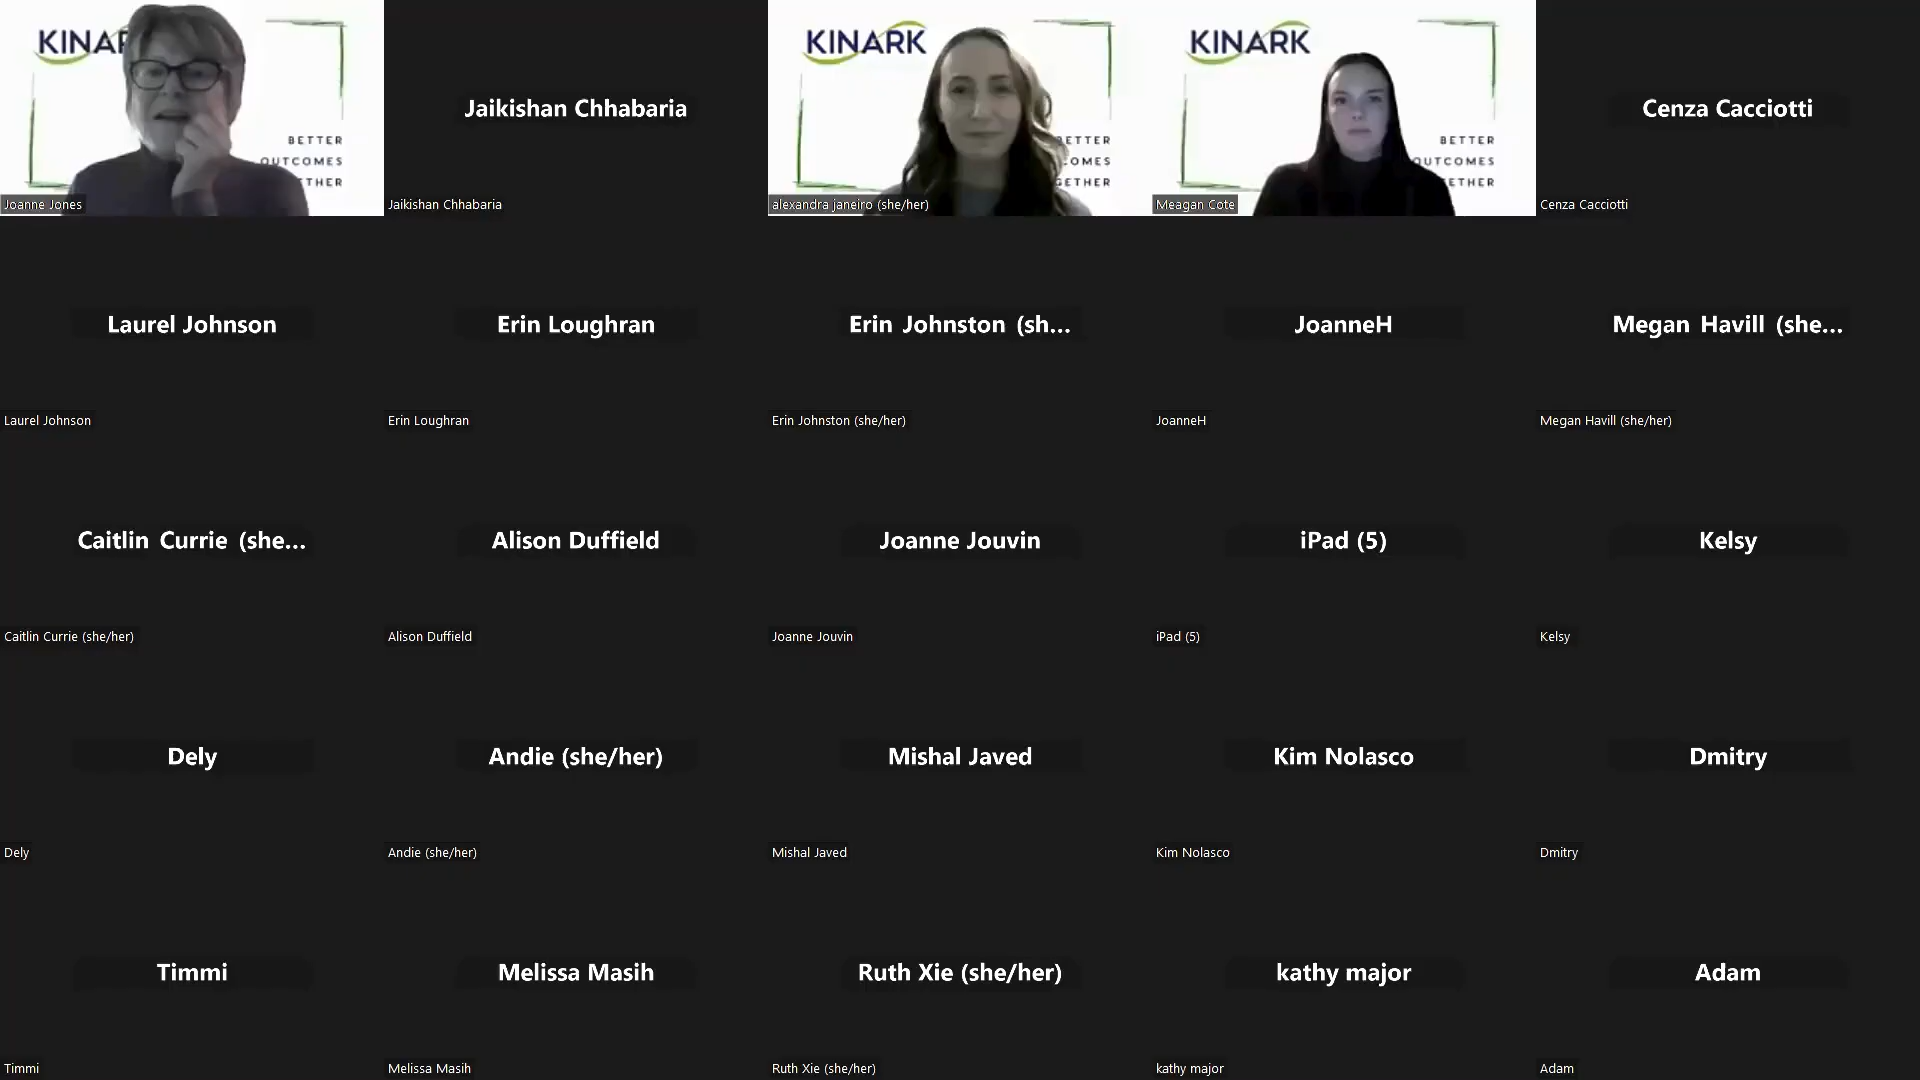 KINAR
BETTER
OUTCOMES
THER
Joanne Jones
Jaikishan Chhabaria
Jaikishan Chhabaria
KINARK
ETTER
COMES
GETHER
alexandra janeiro (she/her)
KINARK
BETTER
OUTCOMES
ETHER
Meagan Cote
Cenza Cacciotti
Cenza Cacciotti
Laurel Johnson
Laurel Johnson
Erin Loughran
Erin Loughran
Erin Johnston (sh...
Erin Johnston (she/her)
JoanneH
JoanneH
Megan Havill (she...
Megan Havill (she/her)
Caitlin Currie (she...
Caitlin Currie (she/her)
Alison Duffield
Alison Duffield
Joanne Jouvin
Joanne Jouvin
iPad (5)
iPad (5)
Kelsy
Kelsy
Dely
Dely
Andie (she/her)
Andie (she/her)
Mishal Javed
Mishal Javed
Kim Nolasco
Kim Nolasco
Dmitry
Dmitry
Timmi
Timmi
Melissa Masih
Melissa Masih
Ruth Xie (she/her)
Ruth Xie (she/her)
kathy major
kathy major
Adam
Adam